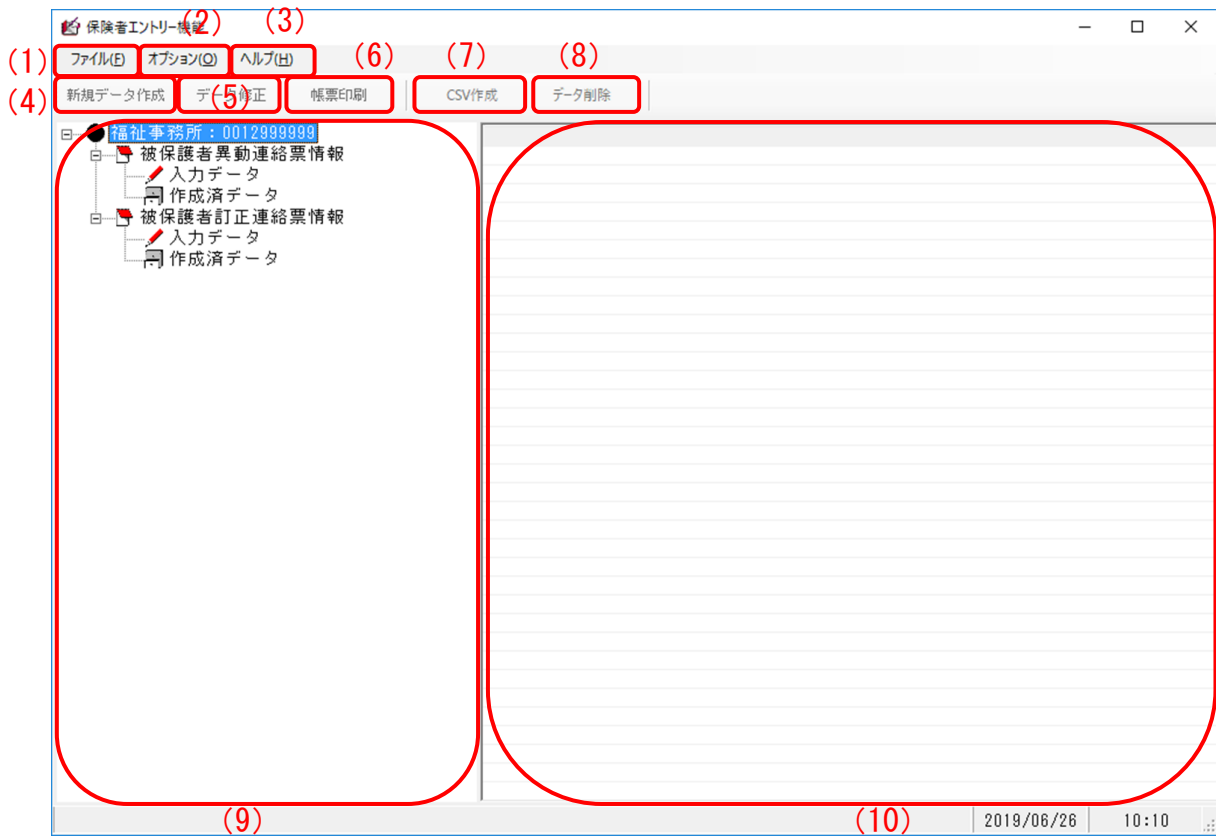 保険者エントリー機能
(2)
(3)
(1)
ファイル(F)
オプション(O)
ヘルプ(H)
(6)
(7)
(8)
(4)
新規データ作成
データ修正
(5)
帳票印刷
CSV作成
データ削除
福祉事務所:0012999999
被保護者異動連絡票情報
入力データ
作成済データ
被保護者訂正連絡票情報
入力データ
作成済データ
(9)
(10)
2019/06/26
10:10